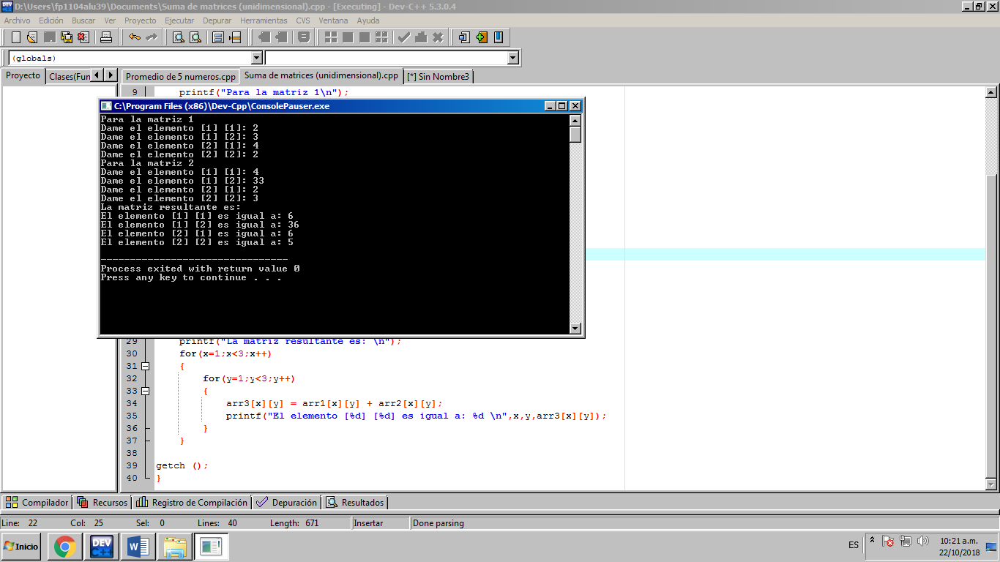 D:\Users\fp1104alu39\Documents\Suma de matrices (unidimensional).cpp - [Executing] - Dev-C++ 5.3.0.4
Archivo Edición Buscar Ver Proyecto Ejecutar Depurar Herramientas CVS Ventana Ayuda
(globals)
Proyecto Clases(Fun Promedio de 5 numeros.cpp Suma de matrices (unidimensional).cpp [*] Sin Nombre3
9 printf("Para la matriz 1\n");
C:\Program Files (x86)\Dev-Cpp\ConsolePauser.exe
Para la matriz 1
Dame el elemento [1] [1]: 2
Dame el elemento [1] [2]: 3
Dame el elemento [2] [1]: 4
Dame el elemento [2] [2]: 2
Para la matriz 2
Dame el elemento [1] [1]: 4
Dame el elemento [1] [2]: 33
Dame el elemento [2] [1]: 2
Dame el elemento [2] [2]: 3
La matriz resultante es:
El elemento [1] [1] es igual a: 6
El elemento [1] [2] es igual a: 36
El elemento [2] [1] es igual a: 6
El elemento [2] [2] es igual a: 5
--------------------------------
Process exited with return value 0
Press any key to continue . . .
29 printf("La matriz resultante es: \n");
30 for(x=1;x<3;x++)
31 {
32 for(y=1;y<3;y++)
33 {
34 arr3[x][y] = arr1[x][y] + arr2[x][y];
35 printf("El elemento [%d] [%d] es igual a: %d \n",x,y,arr3[x][y]);
36 }
37 }
38
39 getch ();
40 }
Compilador Recursos Registro de Compilación Depuración Resultados
Line: 22 Col: 25 Sel: 0 Lines: 40 Length: 671 Insertar Done parsing
Inicio DEV C++ W ES 10:21 a.m.
22/10/2018